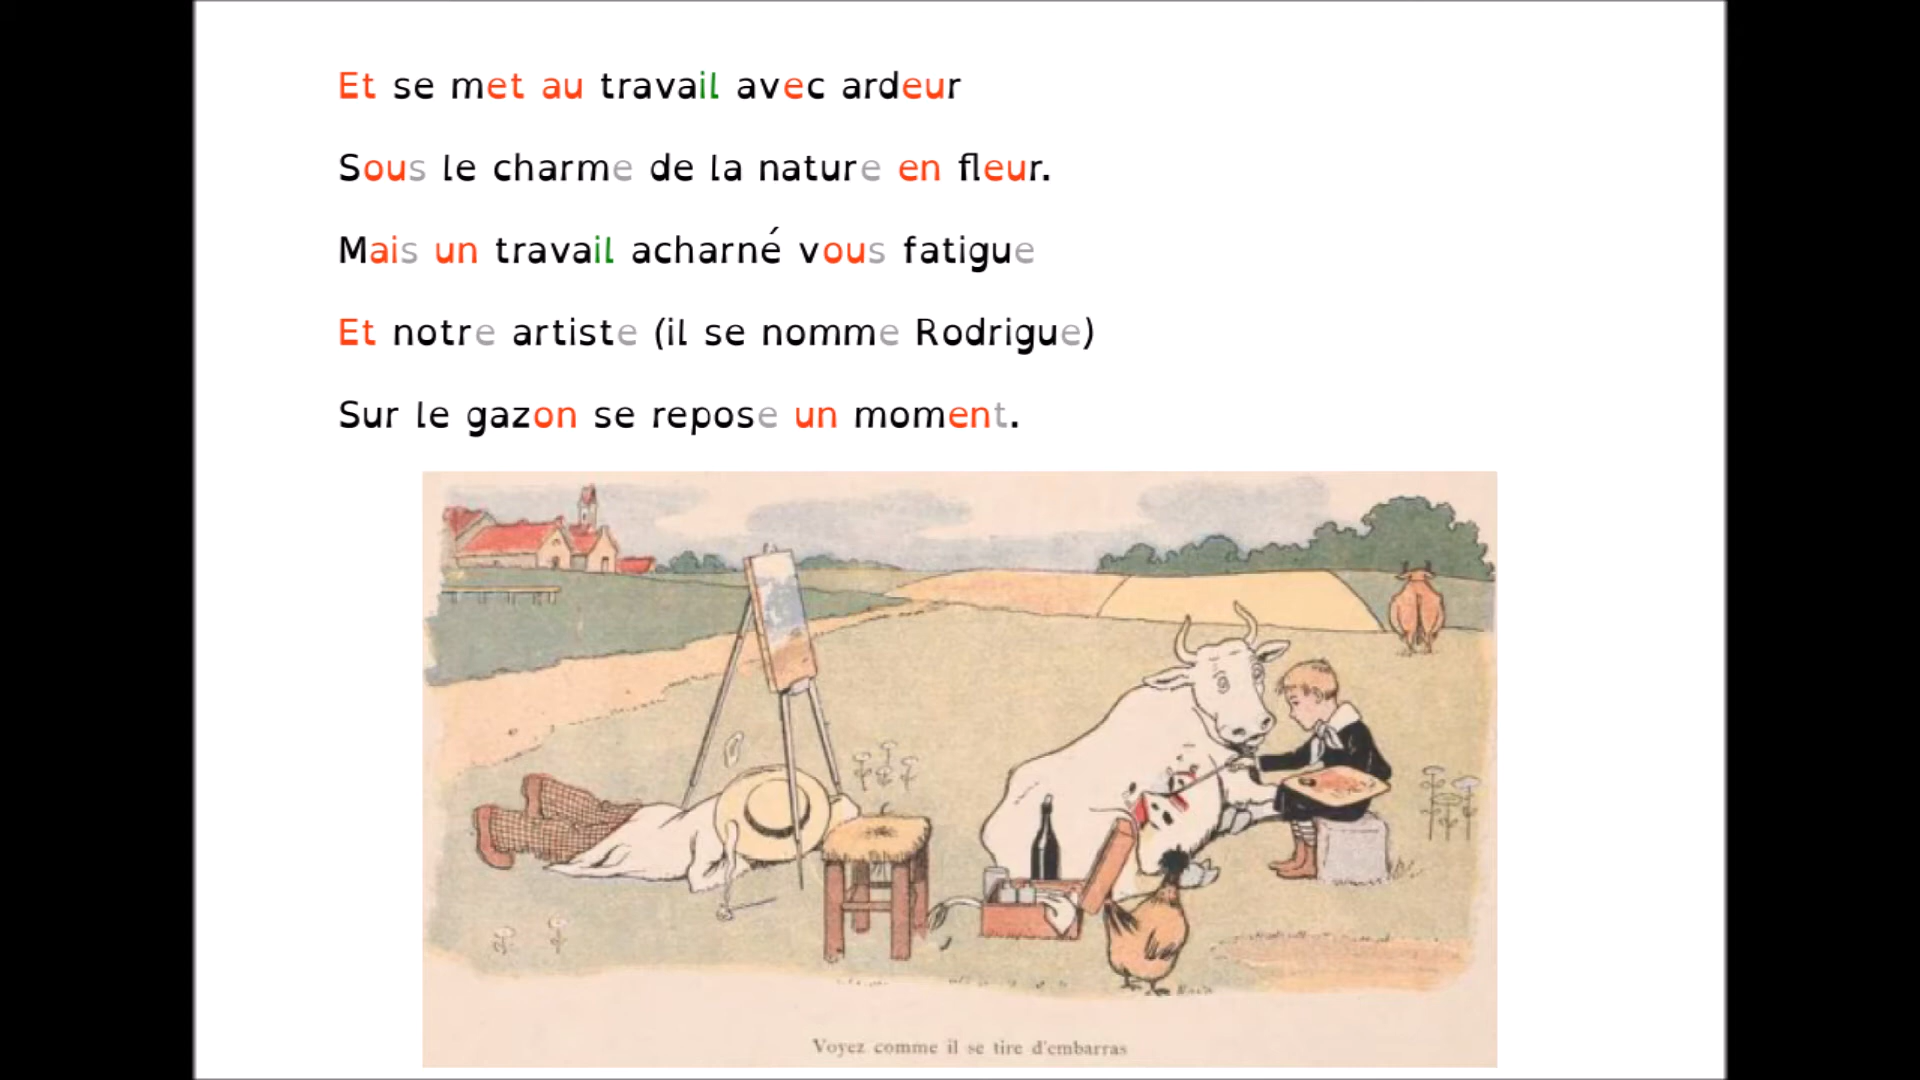 Et se met au travail avec ardeur
Sous le charme de la nature en fleur.
Mais un travail acharné vous fatigue
Et notre artiste (il se nomme Rodrigue)
Sur le gazon se repose un moment.
Voyez comme il se tire d'embarras